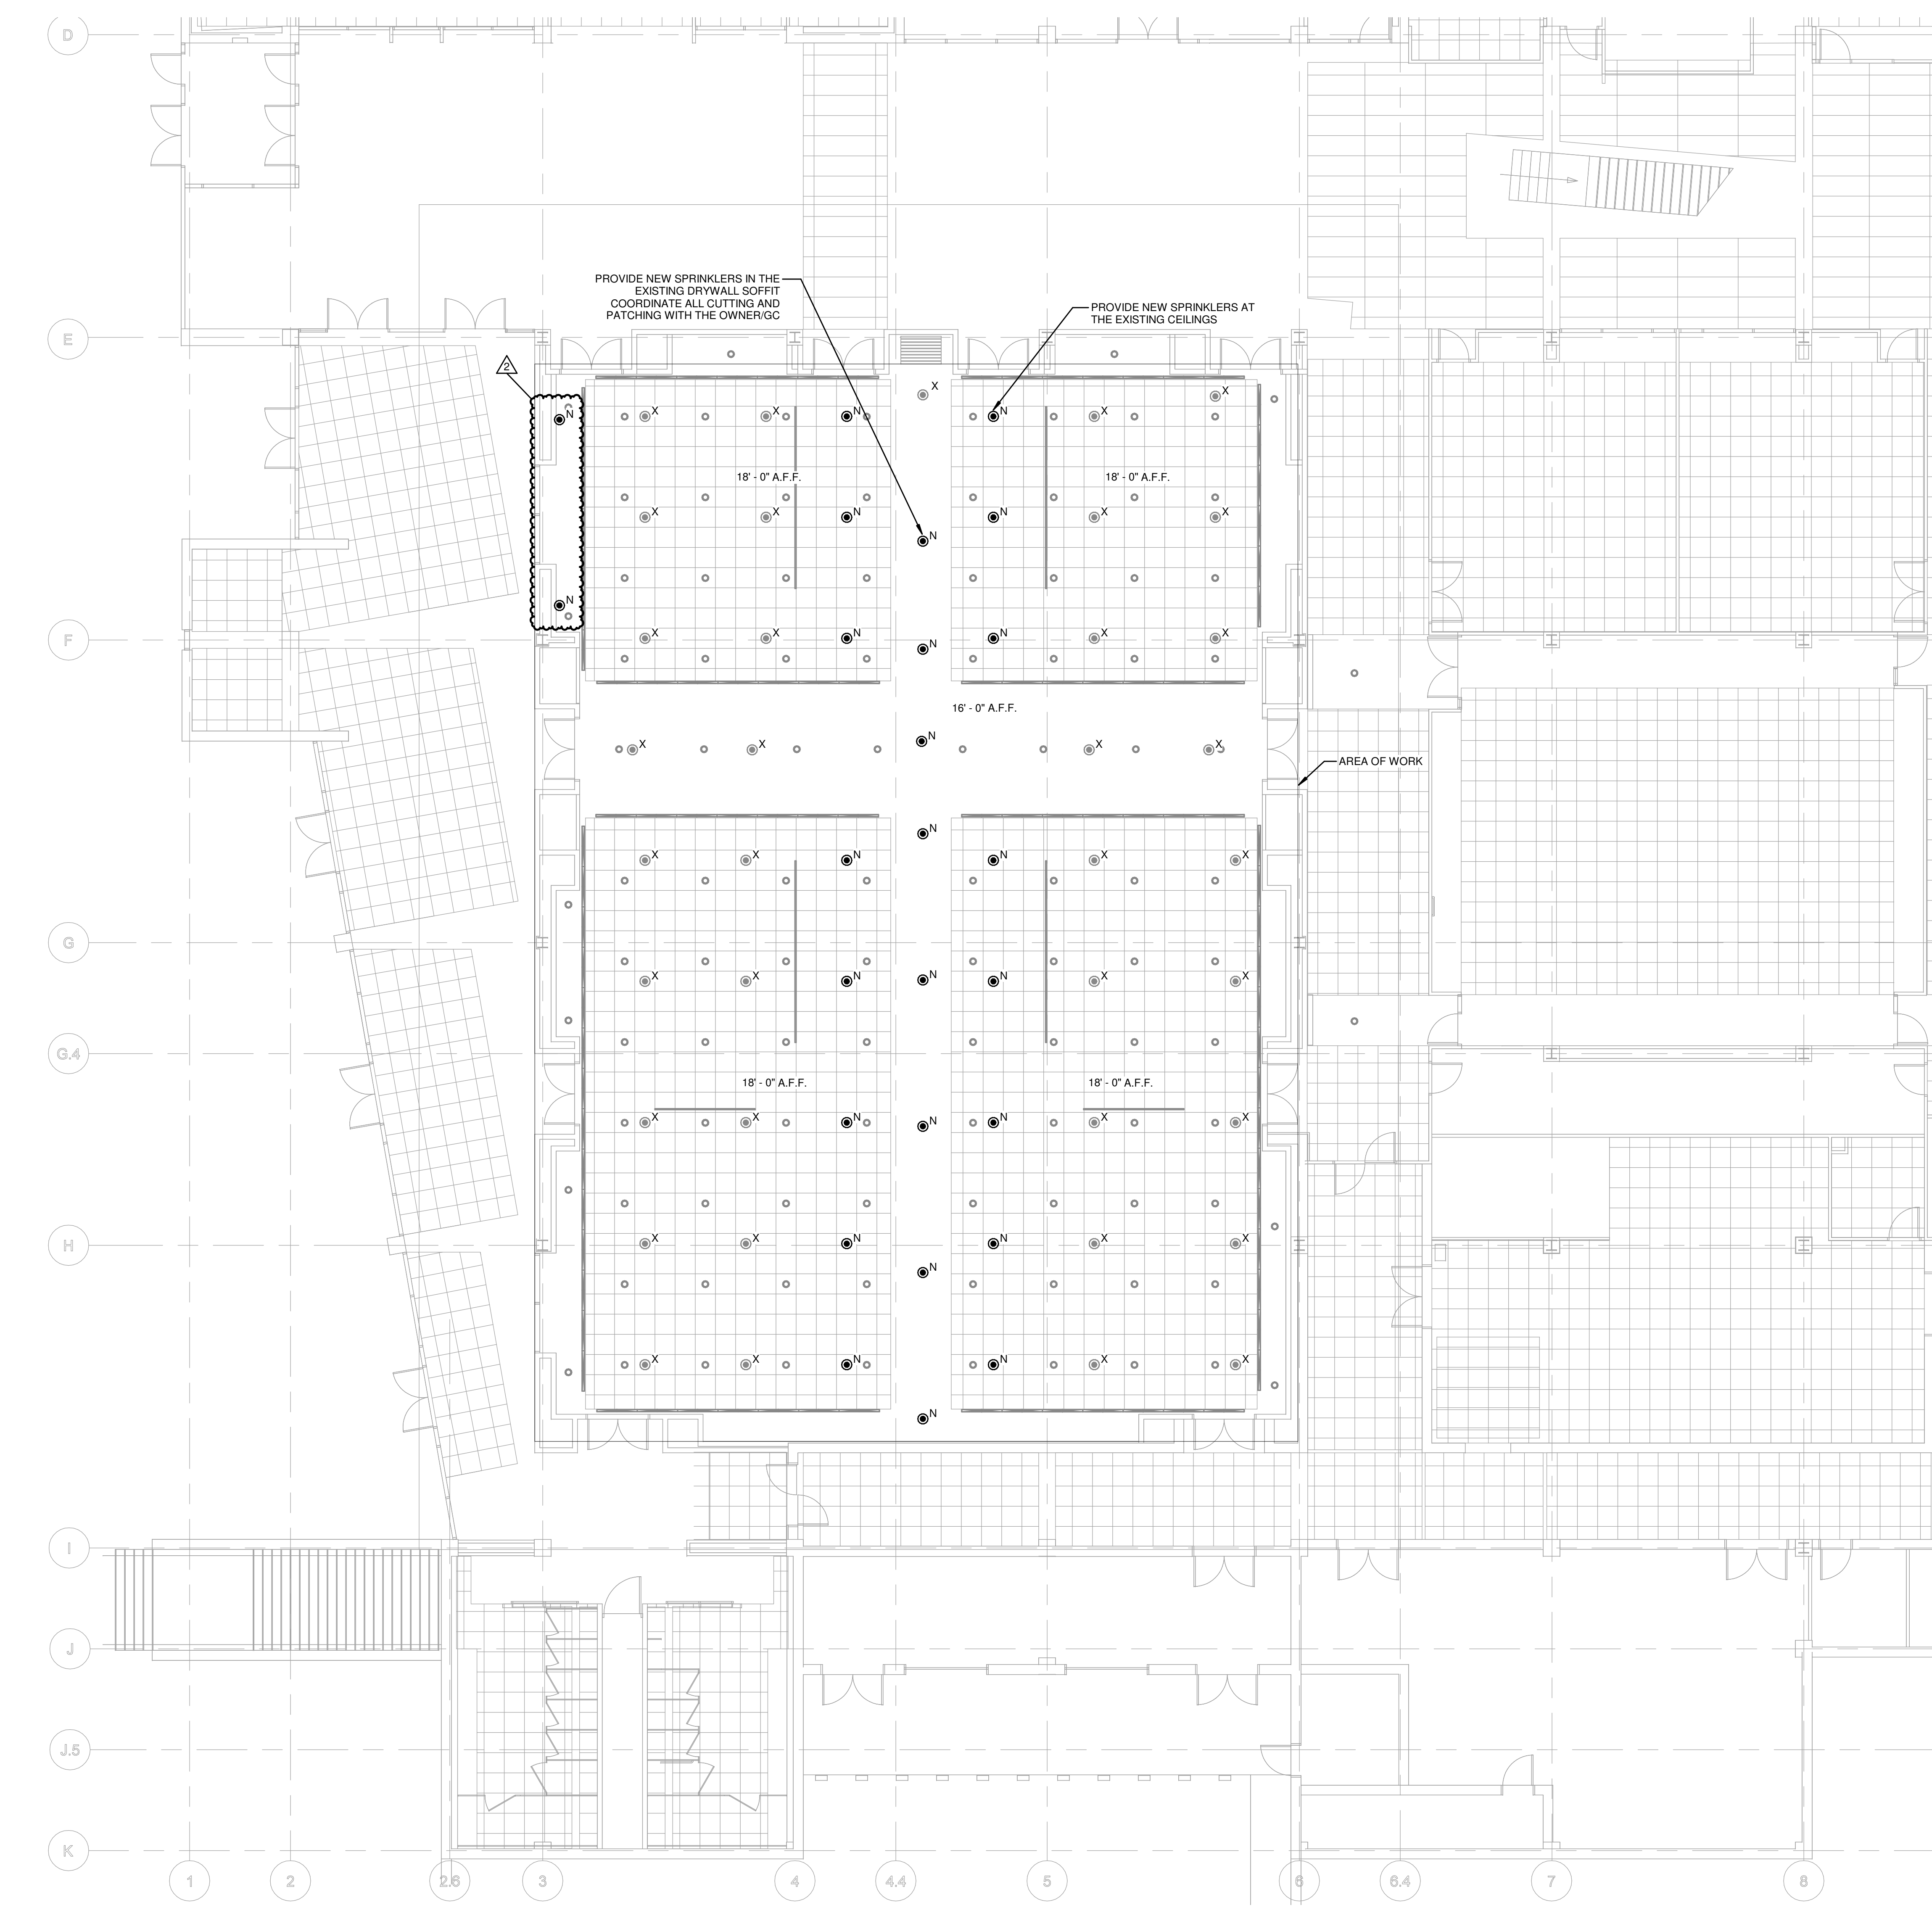 D
PROVIDE NEW SPRINKLERS IN THE
EXISTING DRYWALL SOFFIT
COORDINATE ALL CUTTING AND
PATCHING WITH THE OWNER/GC
PROVIDE NEW SPRINKLERS AT
THE EXISTING CEILINGS
E
2
X
X
N
X X N N X
18' - 0" A.F.F.
18' - 0" A.F.F.
X X N N X X
N
N
F
X X N N X X
N
16' - 0" A.F.F.
N
X X X X
AREA OF WORK
N
X X N N X X
G
X X N N N X X
G.4
18' - 0" A.F.F.
18' - 0" A.F.F.
X X N N N X X
H
X X N N X X
N
X X N N X X
N
I
J
J.5
K
1 2 2.6 3 4 4.4 5 6 6.4 7 8